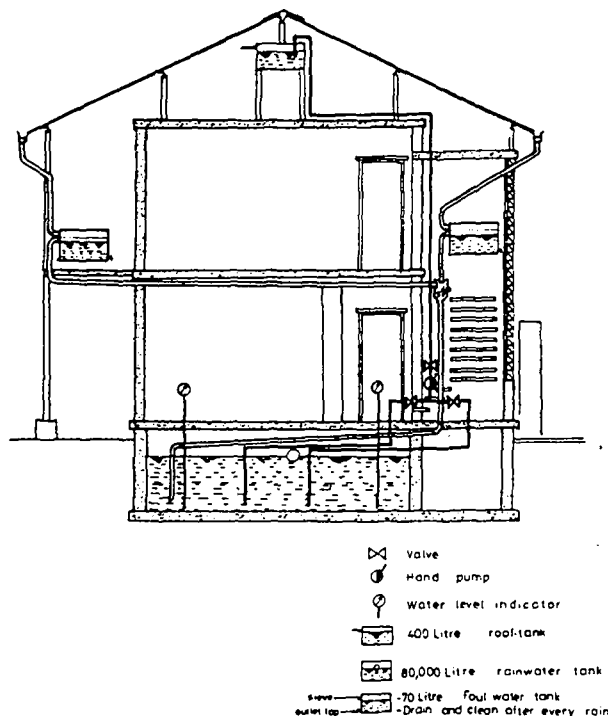 Valve
Hand pump
Water level indicator
400 Litre roof-tank
80,000 Litre rainwater tank
sieve -70 Litre Foul water tank
outlet tap -Drain and clean after every rain